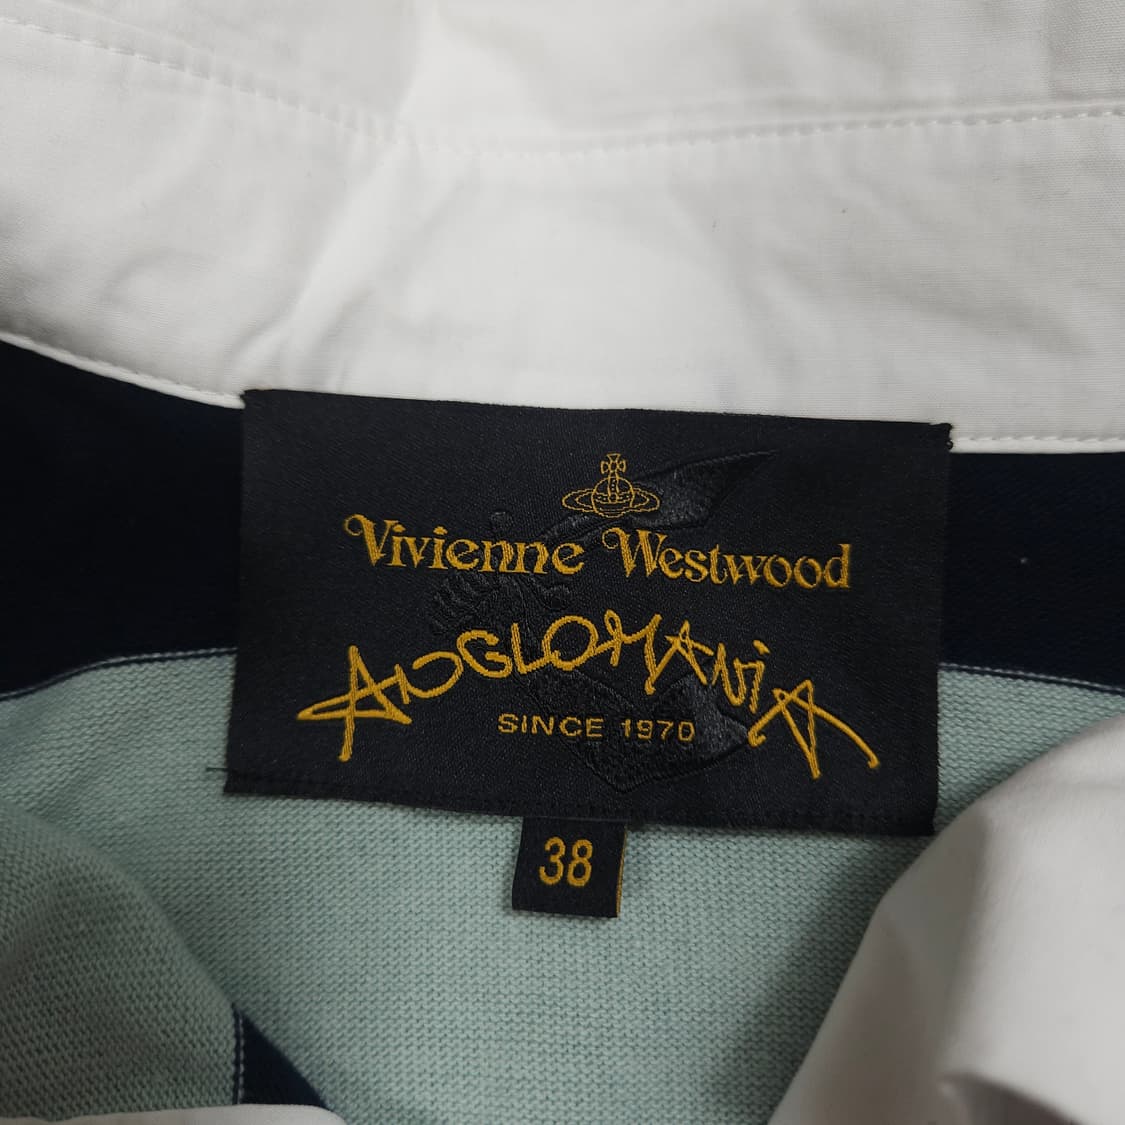 Vivienne Westwood
ANGLOMANiA
SINCE 1970
38